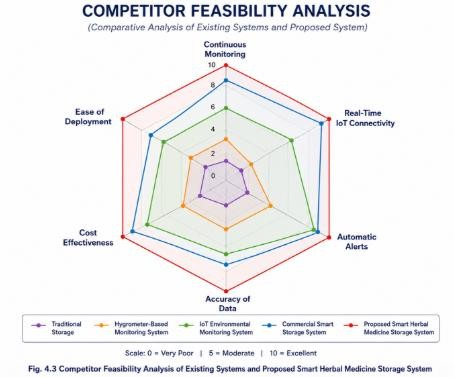 COMPETITOR FEASIBILITY ANALYSIS
(Comparative Analysis of Existing Systems and Proposed System)
Continuous
Monitoring
10
8
6
4
2
0
Ease of
Deployment
Real-Time
IoT Connectivity
Cost
Effectiveness
Automatic
Alerts
Accuracy of
Data
Traditional
Storage
Hygrometer-Based
Monitoring System
IoT Environmental
Monitoring System
Commercial Smart
Storage System
Proposed Smart Herbal
Medicine Storage System
Scale: 0 = Very Poor | 5 = Moderate | 10 = Excellent
Fig. 4.3 Competitor Feasibility Analysis of Existing Systems and Proposed Smart Herbal Medicine Storage System